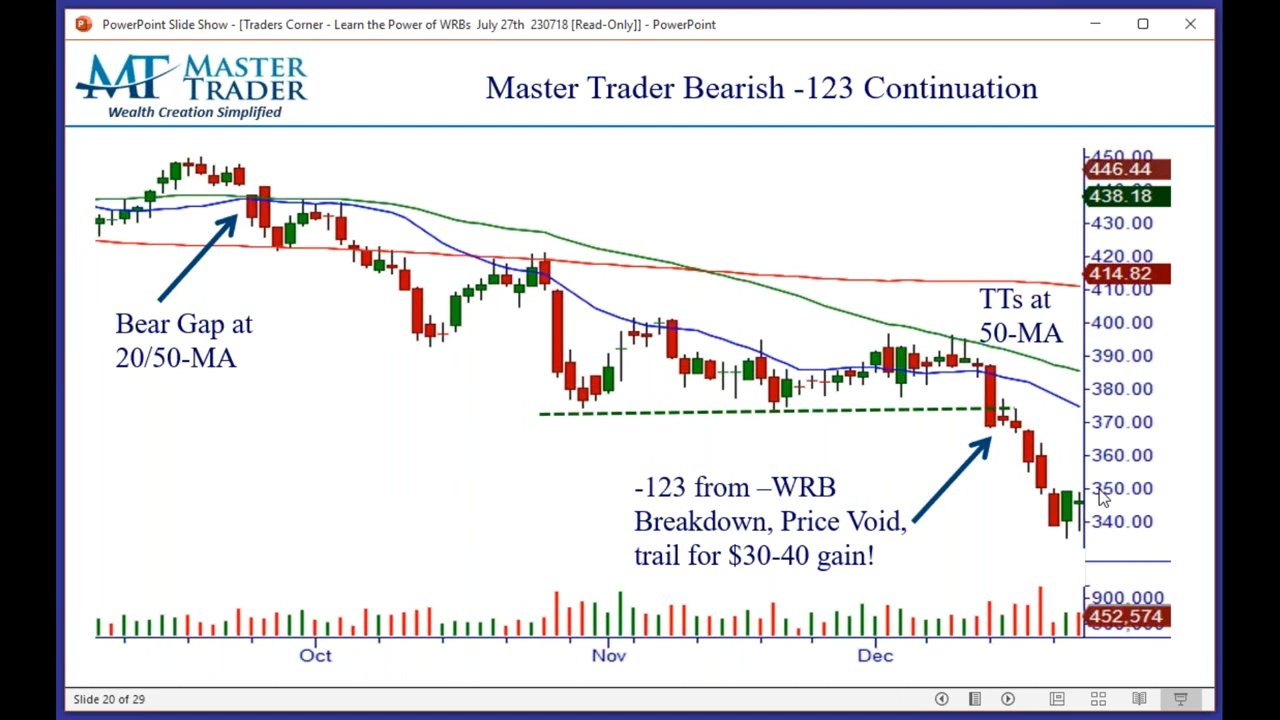 PowerPoint Slide Show - [Traders Corner - Learn the Power of WRBs July 27th 230718 [Read-Only]] - PowerPoint
MASTER
TRADER
MT
Wealth Creation Simplified
Master Trader Bearish -123 Continuation
450.00
446.44
438.18
430.00
420.00
414.82
410.00
400.00
390.00
380.00
370.00
360.00
350.00
340.00
TTs at
50-MA
Bear Gap at
20/50-MA
-123 from –WRB
Breakdown, Price Void,
trail for $30-40 gain!
900,000
452,574
Oct Nov Dec
Slide 20 of 29